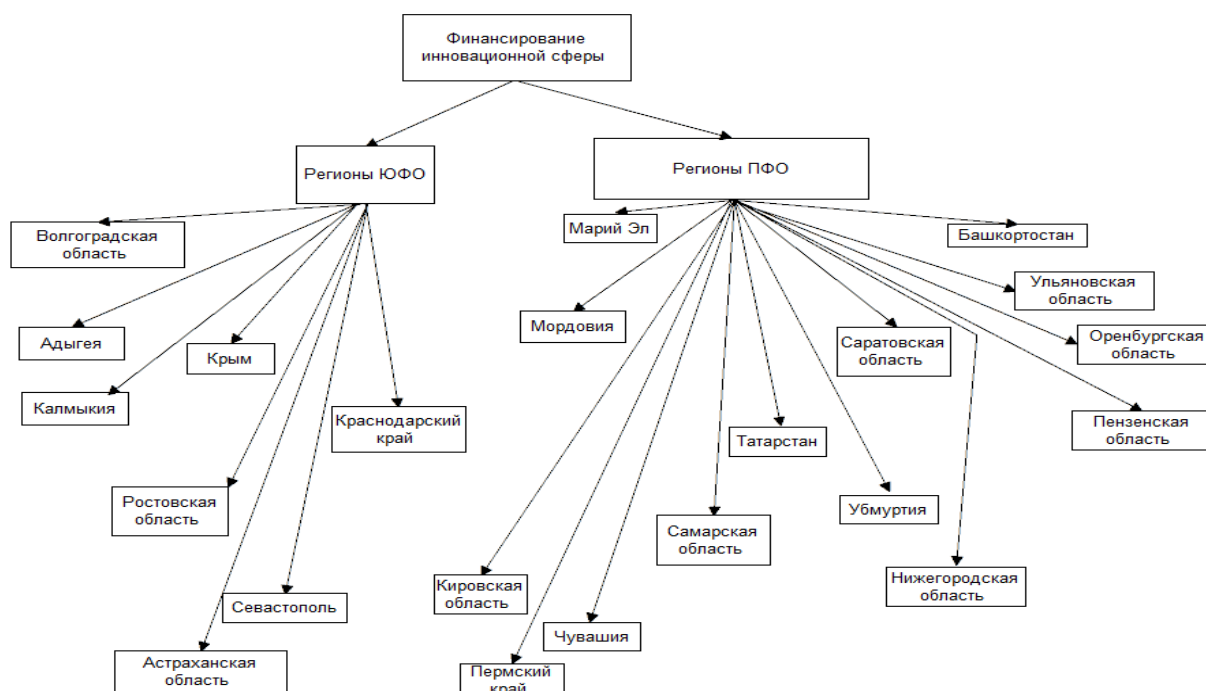 Финансирование
инновационной сферы
Регионы ЮФО
Регионы ПФО
Волгоградская
область
Марий Эл
Башкортостан
Ульяновская
область
Адыгея
Крым
Мордовия
Саратовская
область
Оренбургская
область
Калмыкия
Краснодарский
край
Татарстан
Пензенская
область
Ростовская
область
Самарская
область
Убмуртия
Севастополь
Кировская
область
Нижегородская
область
Чувашия
Астраханская
область
Пермский
край